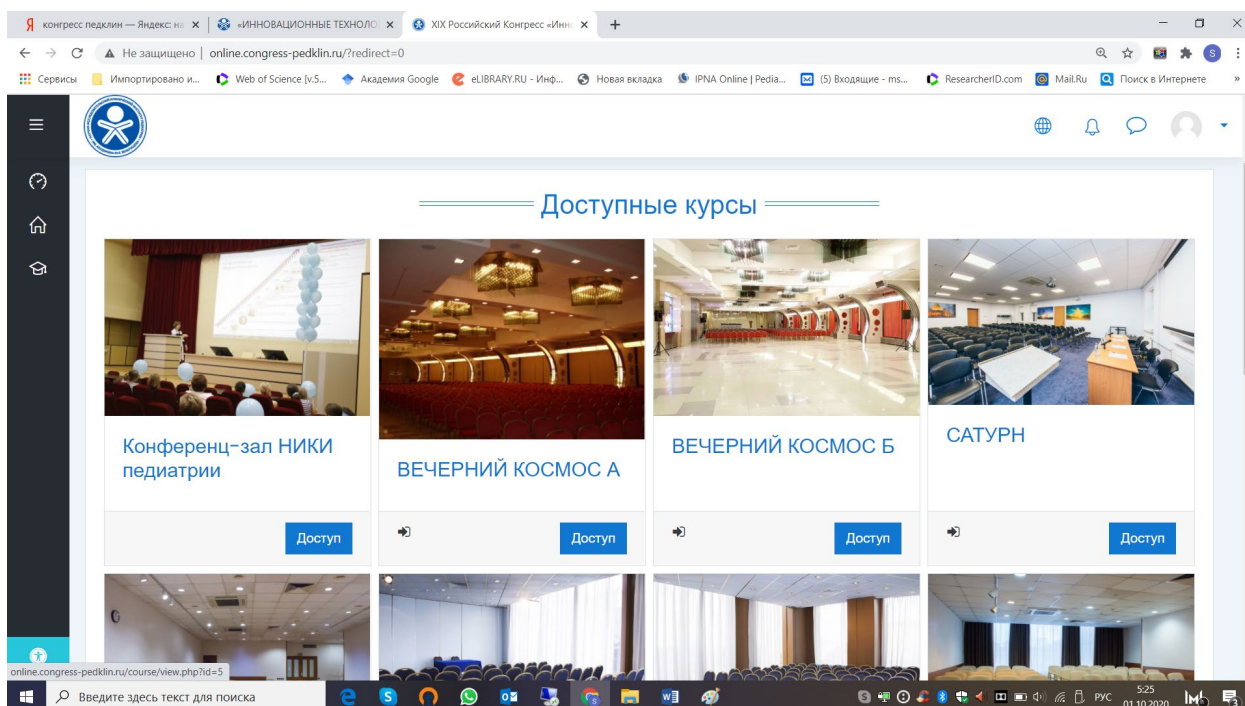 конгресс педклин — Яндекс: на
«ИННОВАЦИОННЫЕ ТЕХНОЛО
XIX Российский Конгресс «Инн
Не защищено | online.congress-pedklin.ru/?redirect=0
S
Сервисы
Импортировано и...
Web of Science [v.5...
Академия Google
eLIBRARY.RU - Инф...
Новая вкладка
IPNA Online | Pedia...
(5) Входящие - ms...
ResearcherID.com
Mail.Ru
Поиск в Интернете
»
Доступные курсы
Конференц-зал НИКИ
педиатрии
ВЕЧЕРНИЙ КОСМОС А
ВЕЧЕРНИЙ КОСМОС Б
САТУРН
Доступ
Доступ
Доступ
Доступ
online.congress-pedklin.ru/course/view.php?id=5
Введите здесь текст для поиска
РУС
5:25
01.10.2020